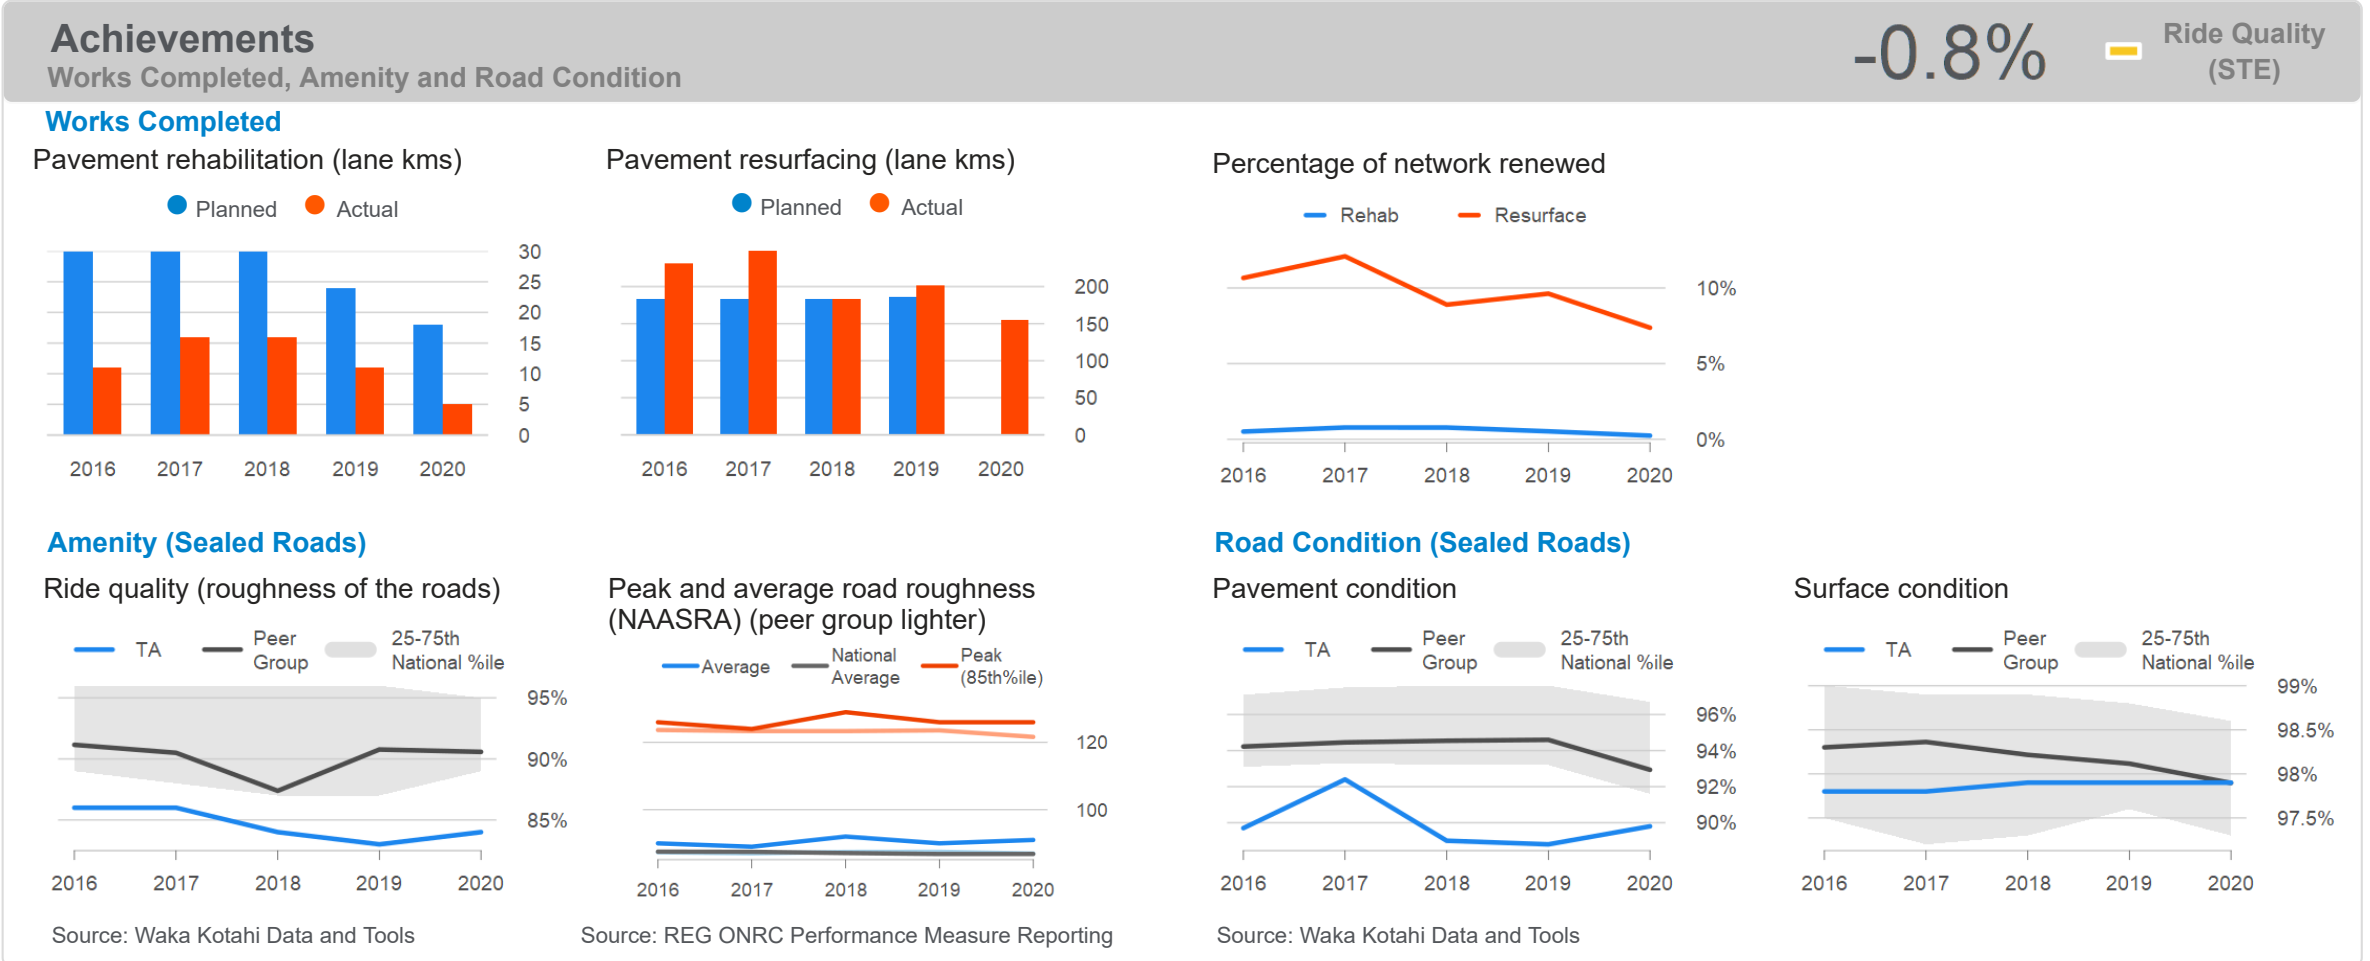 Achievements
Works Completed, Amenity and Road Condition
-0.8%
Ride Quality
(STE)
Works Completed
Pavement rehabilitation (lane kms)
Planned Actual
30
25
20
15
10
5
0
2016 2017 2018 2019 2020
Pavement resurfacing (lane kms)
Planned Actual
200
150
100
50
0
2016 2017 2018 2019 2020
Percentage of network renewed
Rehab Resurface
10%
5%
0%
2016 2017 2018 2019 2020
Amenity (Sealed Roads)
Ride quality (roughness of the roads)
TA
Peer
Group
25-75th
National %ile
95%
90%
85%
2016 2017 2018 2019 2020
Source: Waka Kotahi Data and Tools
Peak and average road roughness
(NAASRA) (peer group lighter)
Average
National
Average
Peak
(85th%ile)
120
100
2016 2017 2018 2019 2020
Source: REG ONRC Performance Measure Reporting
Road Condition (Sealed Roads)
Pavement condition
TA
Peer
Group
25-75th
National %ile
96%
94%
92%
90%
2016 2017 2018 2019 2020
Source: Waka Kotahi Data and Tools
Surface condition
TA
Peer
Group
25-75th
National %ile
99%
98.5%
98%
97.5%
2016 2017 2018 2019 2020